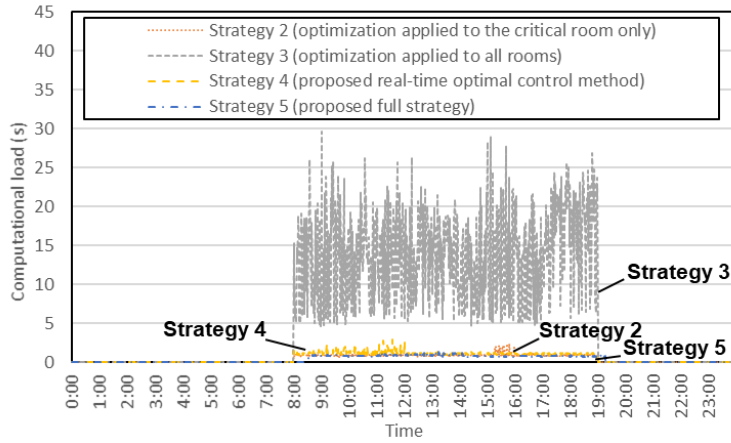 45
40
35
30
25
20
15
10
5
0
Computational load (s)
Strategy 2 (optimization applied to the critical room only)
Strategy 3 (optimization applied to all rooms)
Strategy 4 (proposed real-time optimal control method)
Strategy 5 (proposed full strategy)
Strategy 3
Strategy 4
Strategy 2
Strategy 5
0:00 1:00 2:00 3:00 4:00 5:00 6:00 7:00 8:00 9:00 10:00 11:00 12:00 13:00 14:00 15:00 16:00 17:00 18:00 19:00 20:00 21:00 22:00 23:00
Time